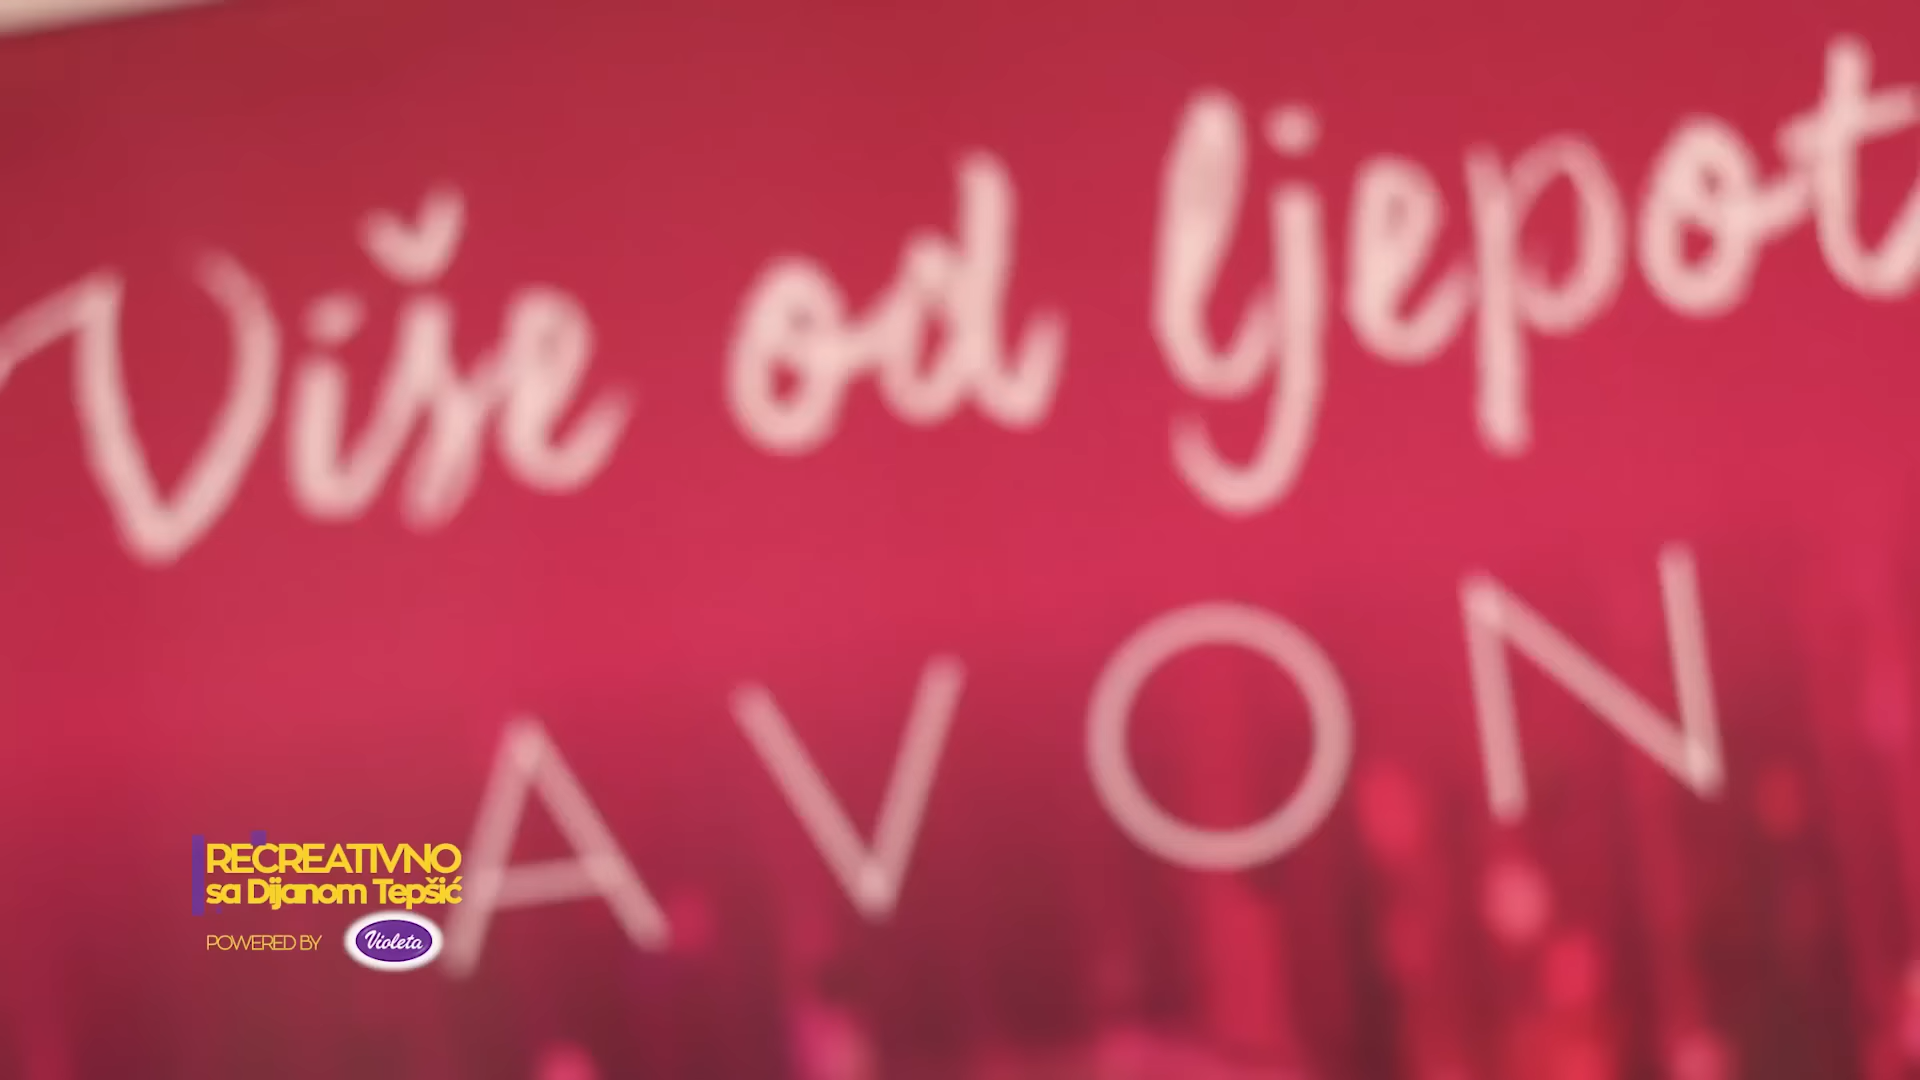 Više od ljepot
AVON
RECREATIVNO
sa Dijanom Tepšić
POWERED BY Violeta